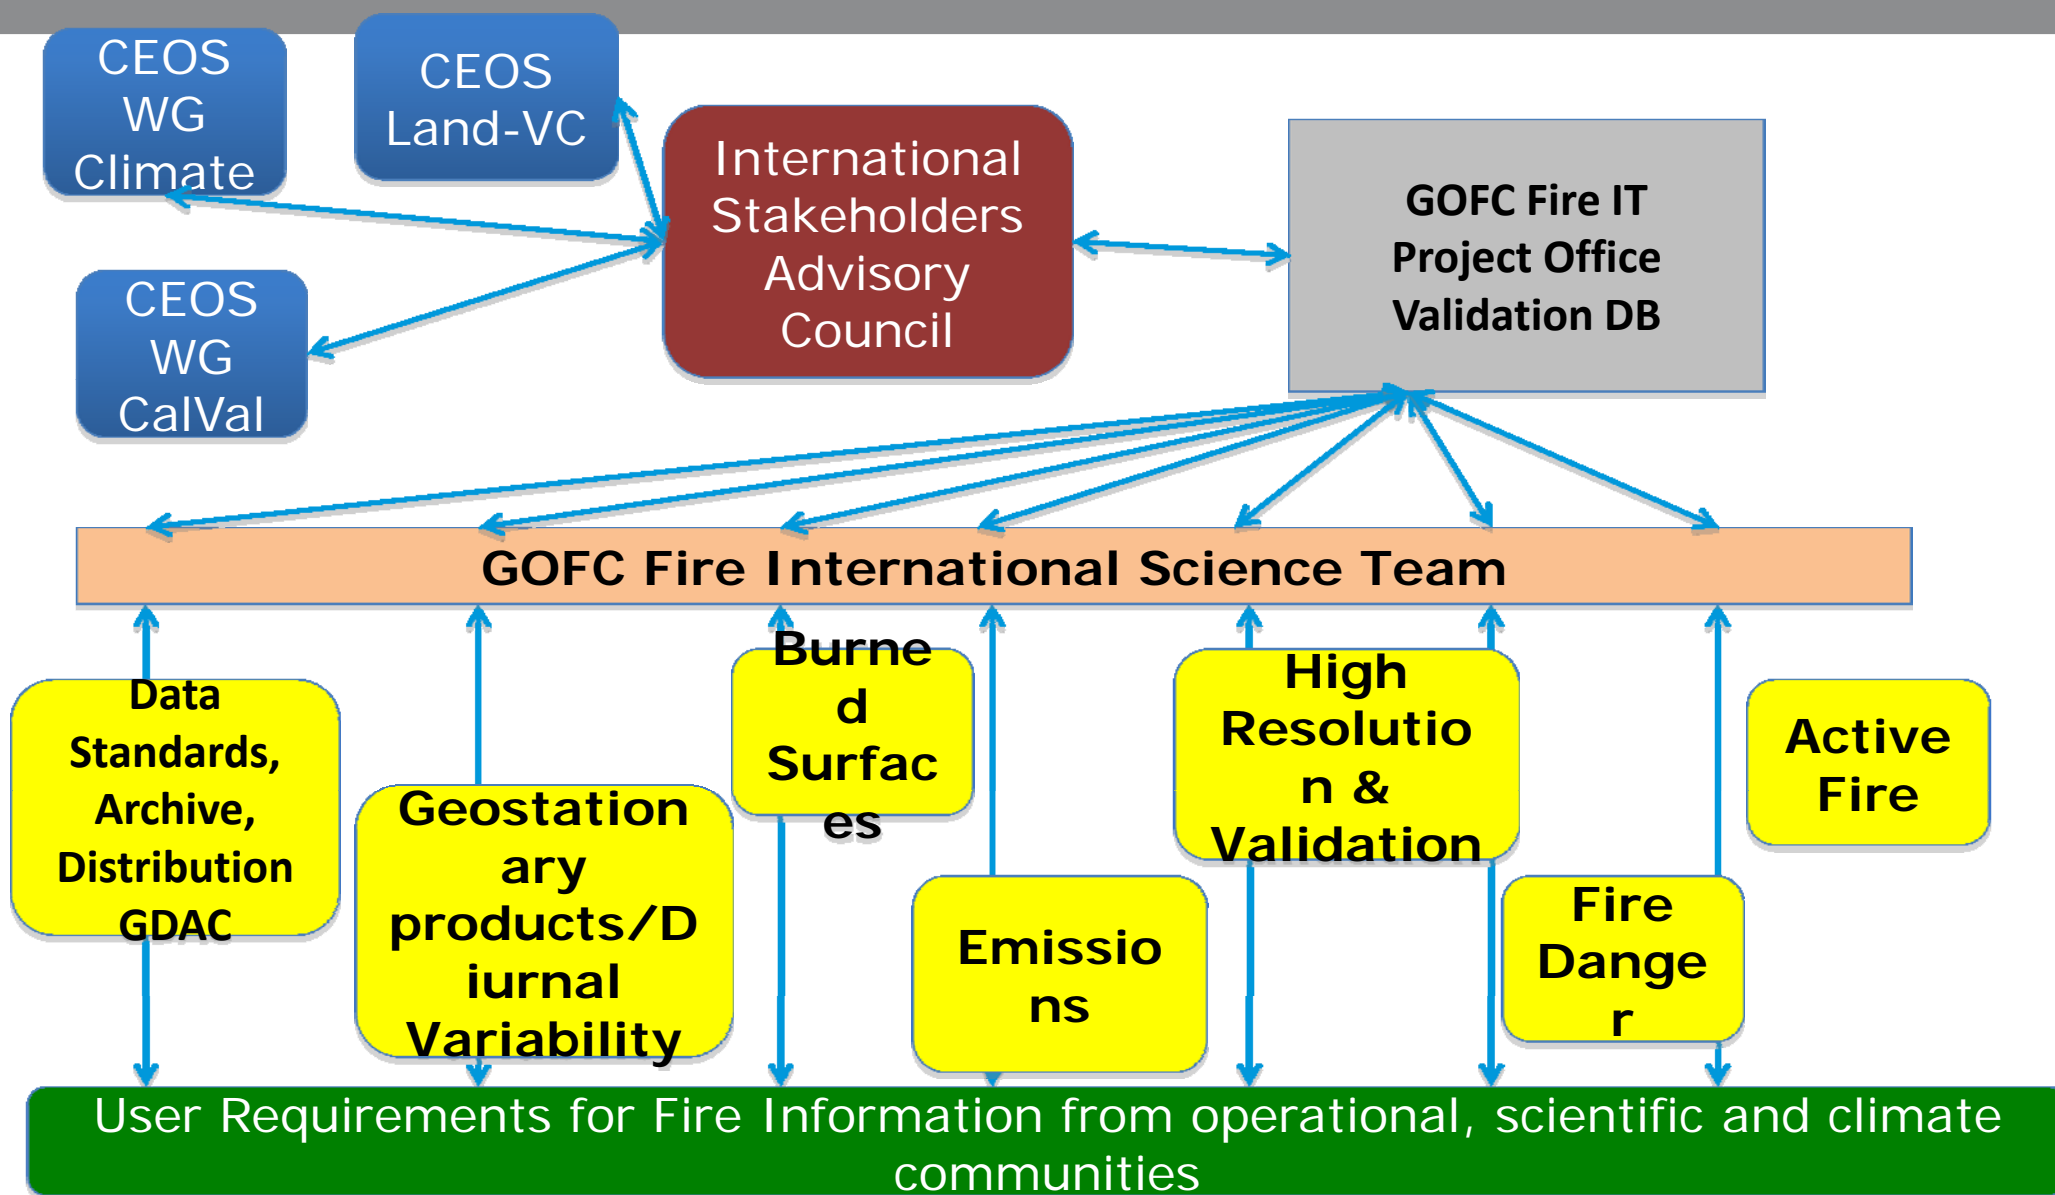 CEOS
WG
Climate
CEOS
Land-VC
CEOS
WG
CalVal
International
Stakeholders
Advisory
Council
GOFC Fire IT
Project Office
Validation DB
GOFC Fire International Science Team
Data
Standards,
Archive,
Distribution
GDAC
Geostation
ary
products/D
iurnal
Variability
Burne
d
Surfac
es
Emissio
ns
High
Resolutio
n &
Validation
Fire
Dange
r
Active
Fire
User Requirements for Fire Information from operational, scientific and climate
communities